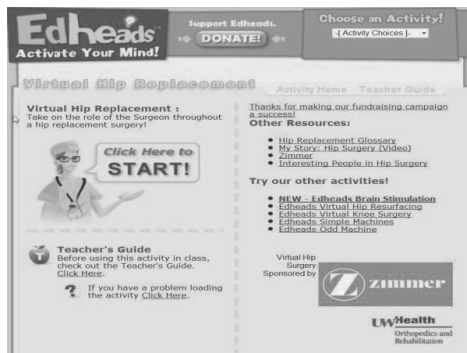 Edheads
Activate Your Mind!
Support Edheads.
DONATE!
Choose an Activity!
-[ Activity Choices ]-
Virtual Hip Replacement
Activity Home Teacher Guide
Virtual Hip Replacement :
Take on the role of the Surgeon throughout
a hip replacement surgery!
Click Here to
START!
Teacher's Guide
Before using this activity in class,
check out the Teacher's Guide.
Click Here.
? If you have a problem loading
the activity Click Here.
Thanks for making our fundraising campaign
a success!
Other Resources:
Hip Replacement Glossary
My Story: Hip Surgery (Video)
Zimmer
Interesting People in Hip Surgery
Try our other activities!
NEW - Edheads Brain Stimulation
Edheads Virtual Hip Resurfacing
Edheads Virtual Knee Surgery
Edheads Simple Machines
Edheads Odd Machine
Virtual Hip
Surgery
Sponsored by
zimmer
UWHealth
Orthopedics and
Rehabilitation